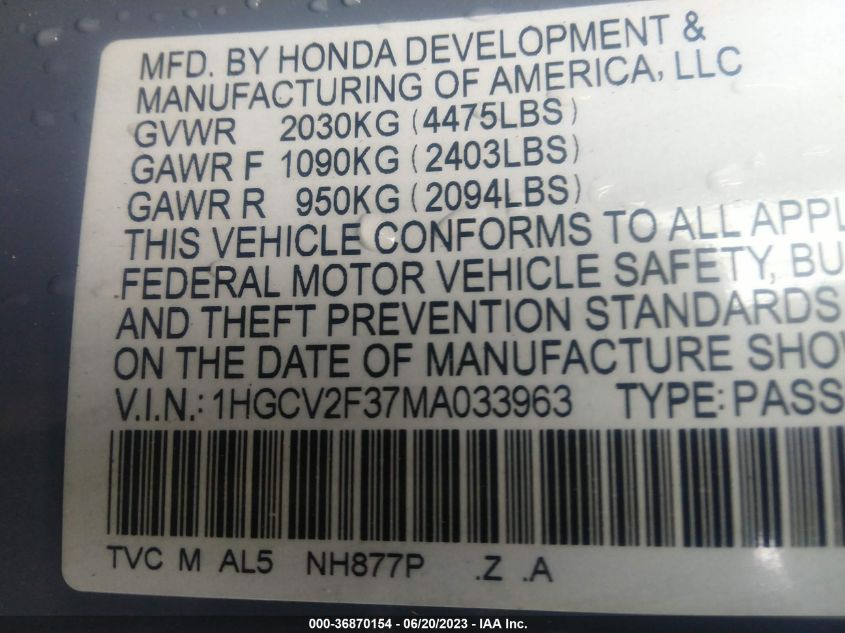 MFD. BY HONDA DEVELOPMENT &
MANUFACTURING OF AMERICA, LLC
GVWR 2030KG (4475LBS)
GAWR F 1090KG (2403LBS)
GAWR R 950KG (2094LBS)
THIS VEHICLE CONFORMS TO ALL APPL
FEDERAL MOTOR VEHICLE SAFETY, BU
AND THEFT PREVENTION STANDARDS
ON THE DATE OF MANUFACTURE SHOW
V.I.N.: 1HGCV2F37MA033963 TYPE: PASS
TVC M AL5 NH877P .Z .A
000-36870154 - 06/20/2023 - IAA Inc.